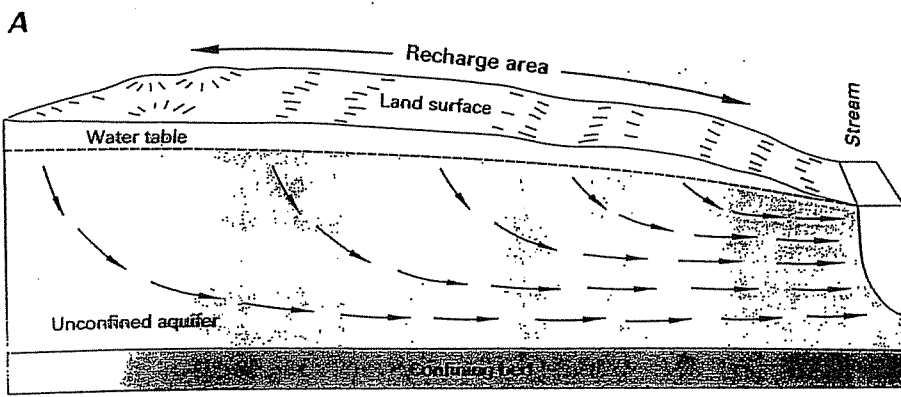 A
Recharge area
Land surface
Stream
Water table
Unconfined aquifer
Confining bed